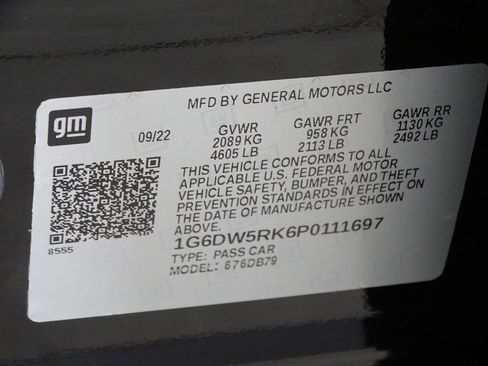 MFD BY GENERAL MOTORS LLC
gm
09/22 GVWR GAWR FRT GAWR RR
2089 KG 958 KG 1130 KG
4605 LB 2113 LB 2492 LB
THIS VEHICLE CONFORMS TO ALL
APPLICABLE U.S. FEDERAL MOTOR
VEHICLE SAFETY, BUMPER, AND THEFT
PREVENTION STANDARDS IN EFFECT ON
THE DATE OF MANUFACTURE SHOWN
ABOVE.
1G6DW5RK6P0111697
8555
TYPE: PASS CAR
MODEL: 676DB79